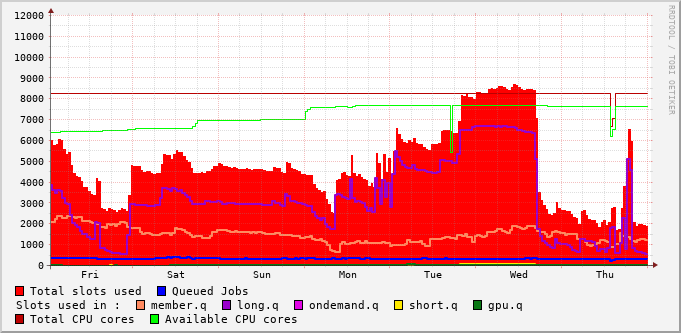 12000
11000
10000
9000
8000
7000
6000
5000
4000
3000
2000
1000
0
Fri Sat Sun Mon Tue Wed Thu
RRDTOOL / TOBI OETIKER
Total slots used Queued Jobs
Slots used in : member.q long.q ondemand.q short.q gpu.q
Total CPU cores Available CPU cores